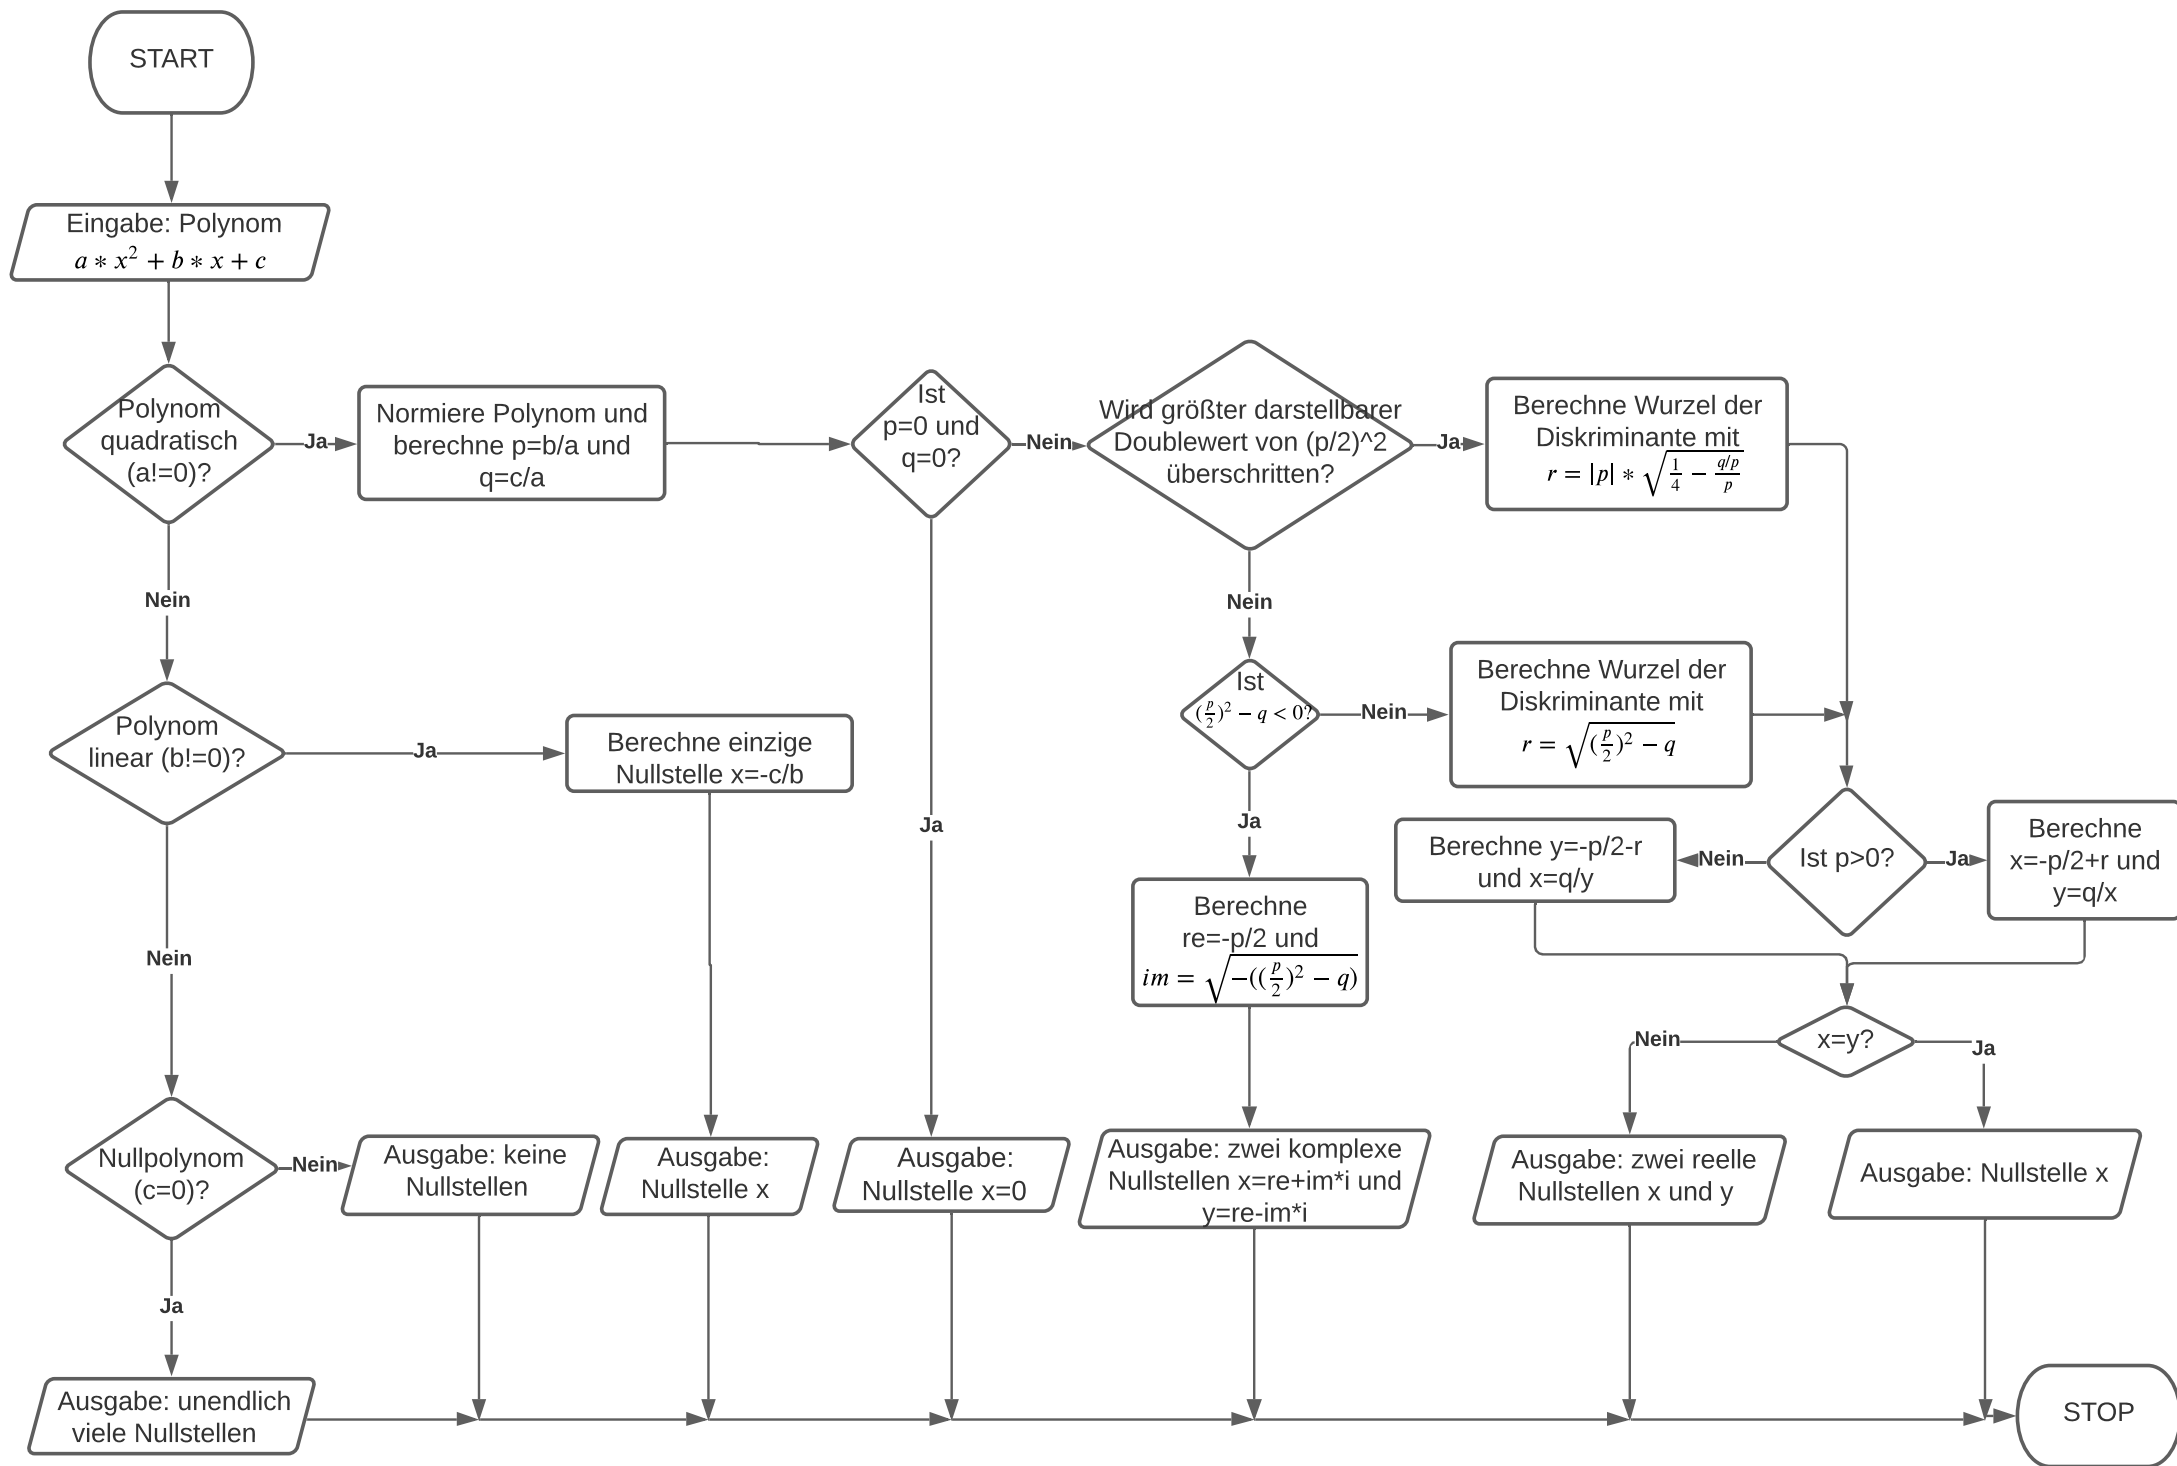 START
Eingabe: Polynom
a * x² + b * x + c
Polynom
quadratisch
(a!=0)?
Ja
Normiere Polynom und
berechne p=b/a und
q=c/a
Ist
p=0 und
q=0?
Nein
Wird größter darstellbarer
Doublewert von (p/2)^2
überschritten?
Ja
Berechne Wurzel der
Diskriminante mit
r = |p| * √(1/4 − (q/p)/p)
Nein
Nein
Ist
(p/2)² − q < 0?
Nein
Berechne Wurzel der
Diskriminante mit
r = √((p/2)² − q)
Polynom
linear (b!=0)?
Ja
Berechne einzige
Nullstelle x=-c/b
Ja
Ja
Berechne y=-p/2-r
und x=q/y
Nein
Ist p>0?
Ja
Berechne
x=-p/2+r und
y=q/x
Berechne
re=-p/2 und
im = √(−((p/2)² − q))
Nein
Nein
x=y?
Ja
Nullpolynom
(c=0)?
Nein
Ausgabe: keine
Nullstellen
Ausgabe:
Nullstelle x
Ausgabe:
Nullstelle x=0
Ausgabe: zwei komplexe
Nullstellen x=re+im*i und
y=re-im*i
Ausgabe: zwei reelle
Nullstellen x und y
Ausgabe: Nullstelle x
Ja
Ausgabe: unendlich
viele Nullstellen
STOP